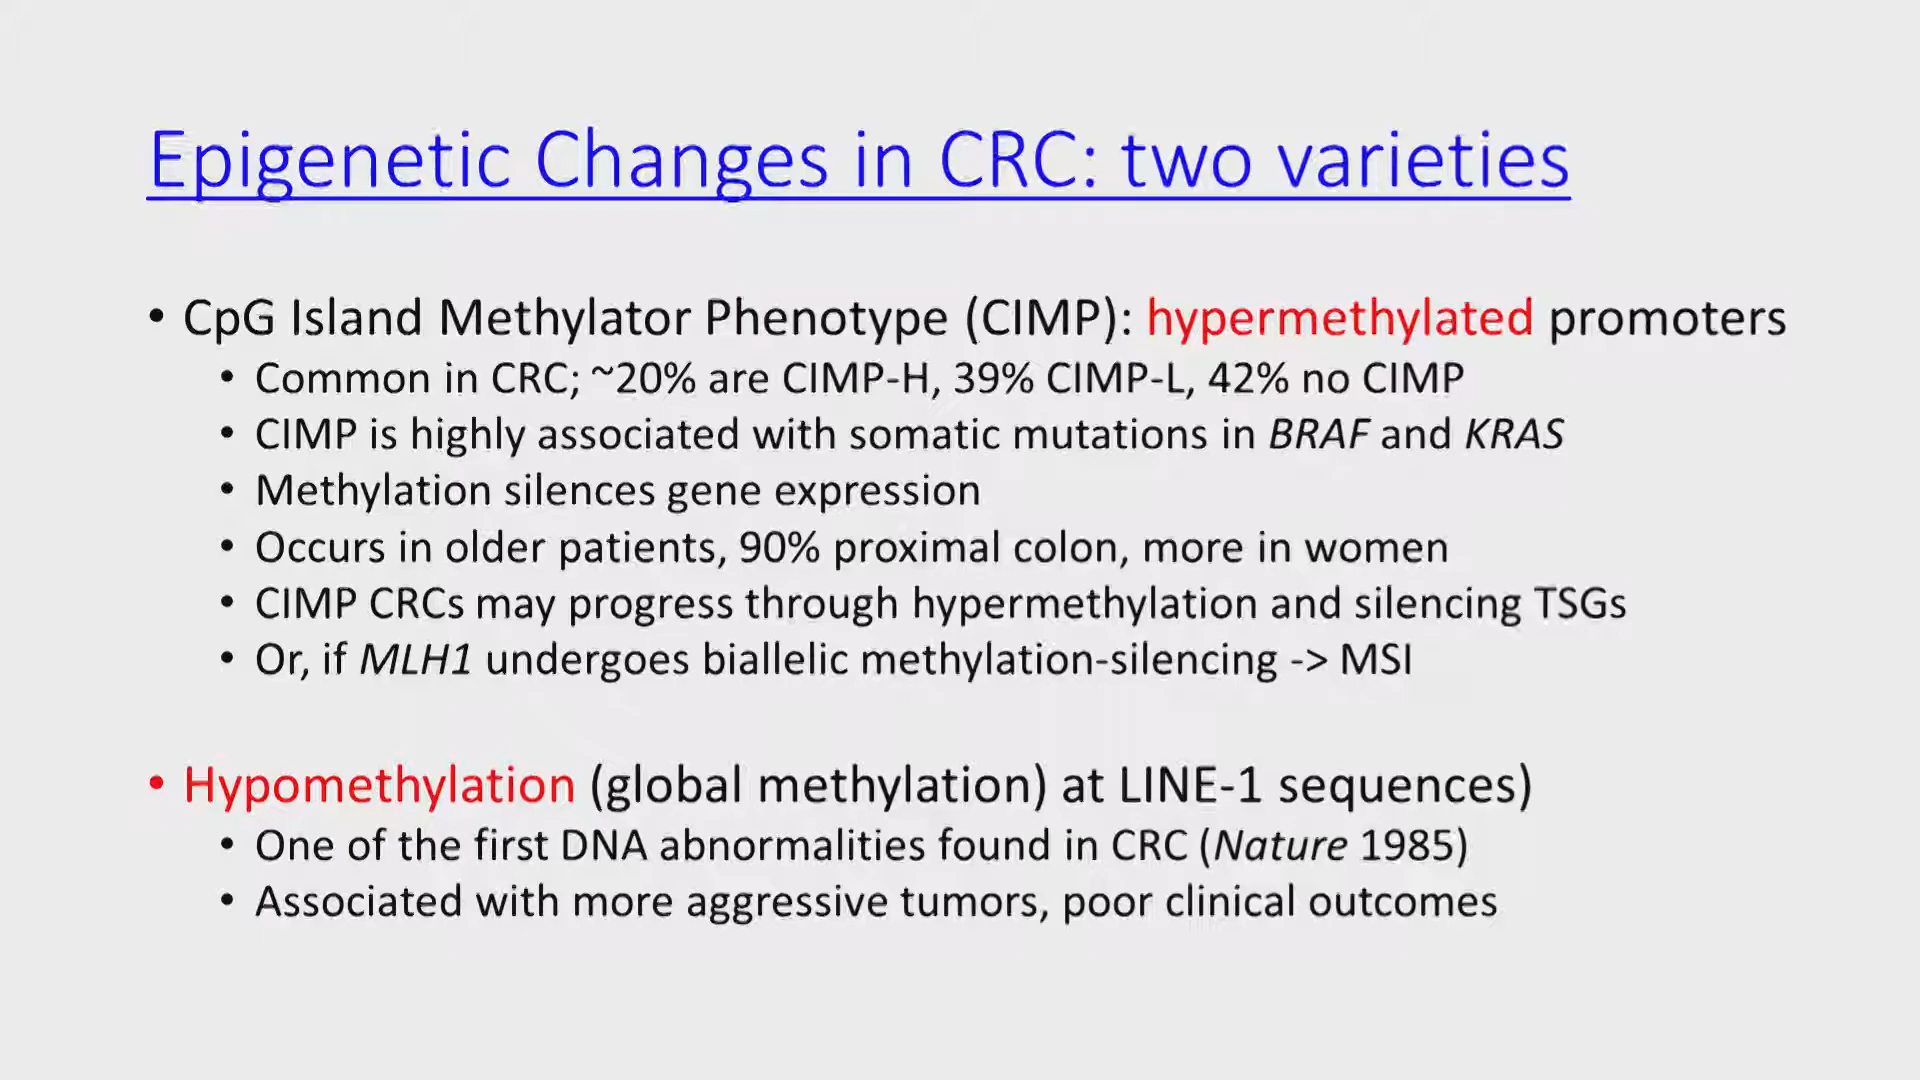 Epigenetic Changes in CRC: two varieties
• CpG Island Methylator Phenotype (CIMP): hypermethylated promoters
• Common in CRC; ~20% are CIMP-H, 39% CIMP-L, 42% no CIMP
• CIMP is highly associated with somatic mutations in BRAF and KRAS
• Methylation silences gene expression
• Occurs in older patients, 90% proximal colon, more in women
• CIMP CRCs may progress through hypermethylation and silencing TSGs
• Or, if MLH1 undergoes biallelic methylation-silencing -> MSI
• Hypomethylation (global methylation) at LINE-1 sequences)
• One of the first DNA abnormalities found in CRC (Nature 1985)
• Associated with more aggressive tumors, poor clinical outcomes